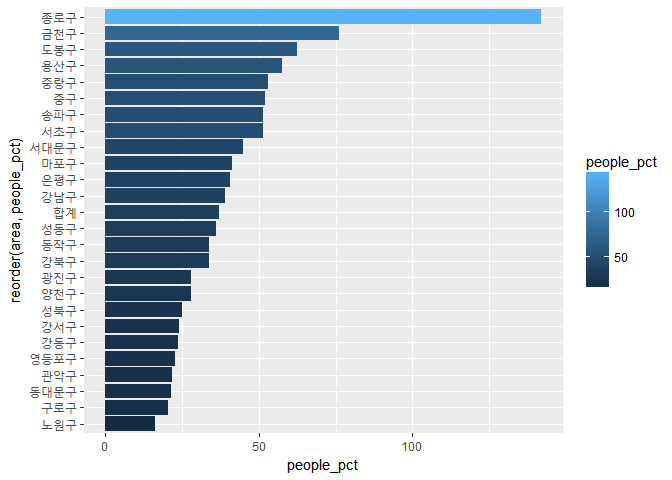 종로구
금천구
도봉구
용산구
중랑구
중구
송파구
서초구
서대문구
마포구
은평구
강남구
합계
성동구
동작구
강북구
광진구
양천구
성북구
강서구
강동구
영등포구
관악구
동대문구
구로구
노원구
reorder(area, people_pct)
0 50 100
people_pct
people_pct
100
50